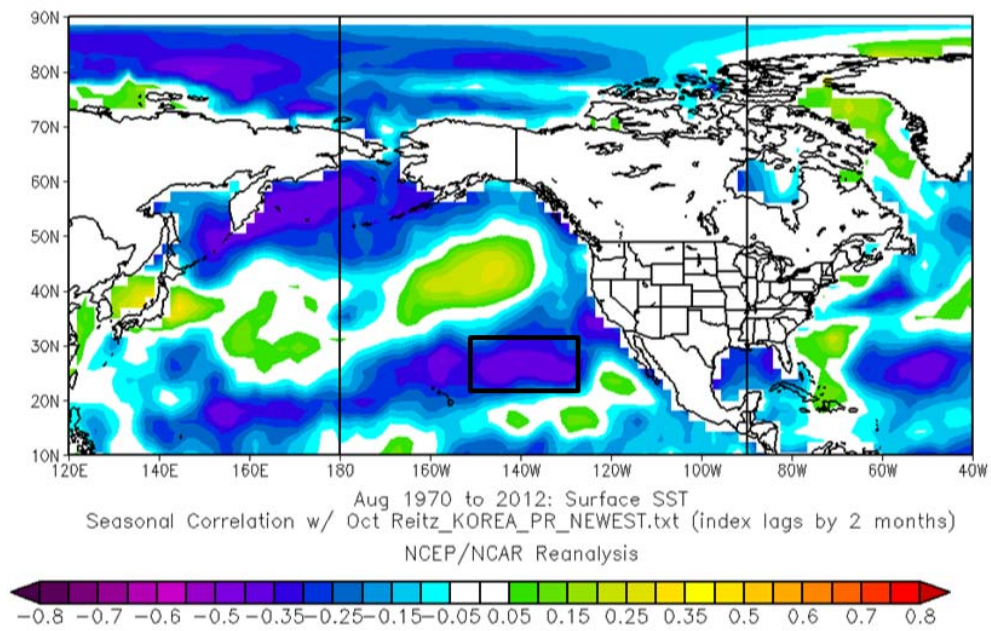 90N
80N
70N
60N
50N
40N
30N
20N
10N
120E 140E 160E 180 160W 140W 120W 100W 80W 60W 40W
Aug 1970 to 2012: Surface SST
Seasonal Correlation w/ Oct Reitz_KOREA_PR_NEWEST.txt (index lags by 2 months)
NCEP/NCAR Reanalysis
-0.8 -0.7 -0.6 -0.5 -0.35 -0.25 -0.15 -0.05 0.05 0.15 0.25 0.35 0.5 0.6 0.7 0.8